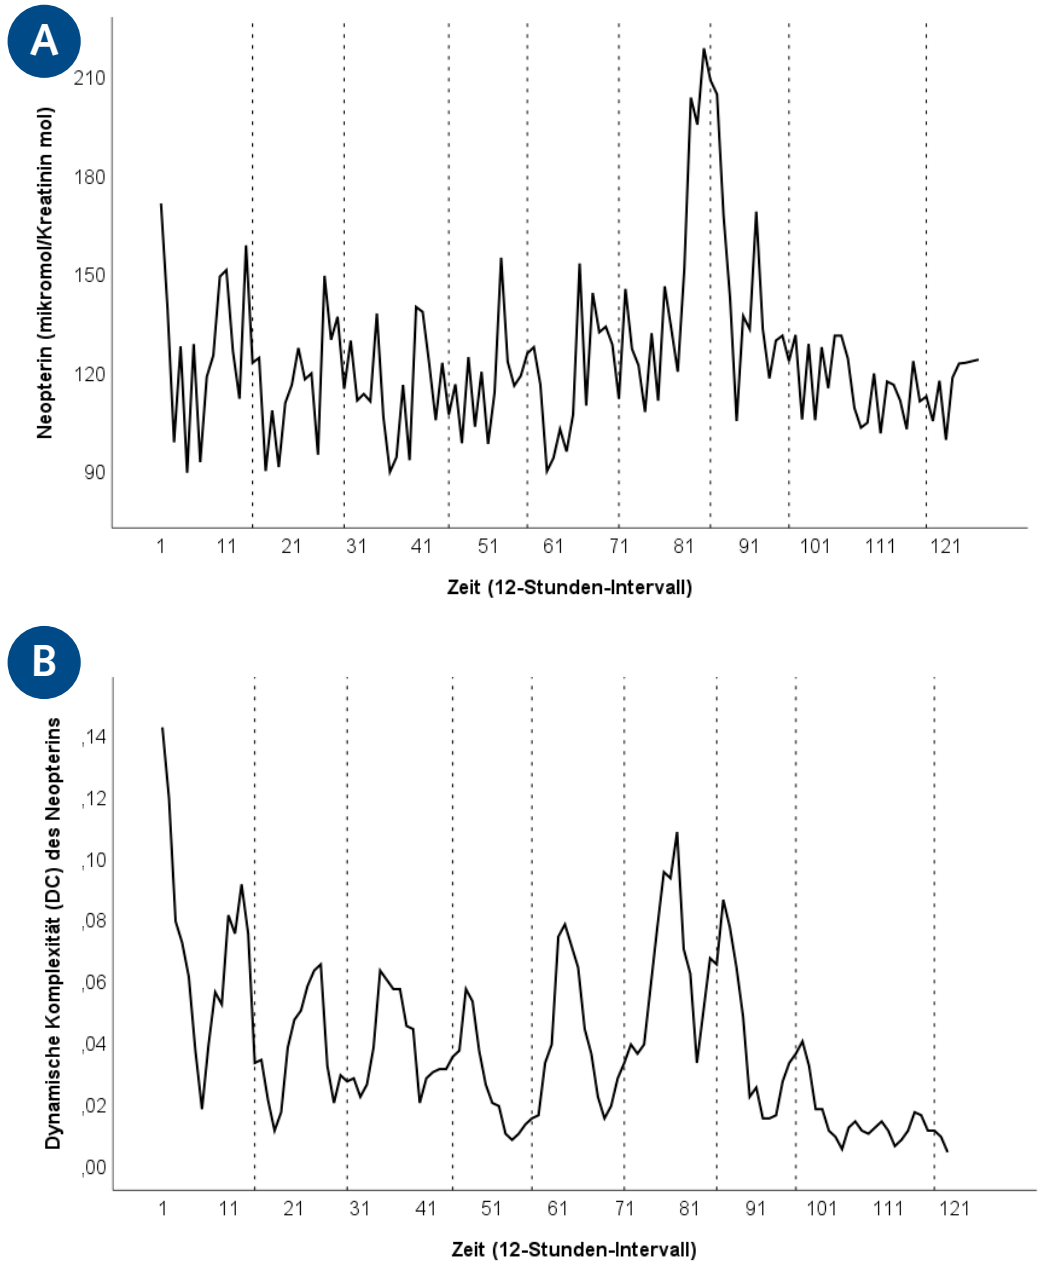 A
Neopterin (mikromol/Kreatinin mol)
210
180
150
120
90
1 11 21 31 41 51 61 71 81 91 101 111 121
Zeit (12-Stunden-Intervall)
B
Dynamische Komplexität (DC) des Neopterins
,14
,12
,10
,08
,06
,04
,02
,00
1 11 21 31 41 51 61 71 81 91 101 111 121
Zeit (12-Stunden-Intervall)